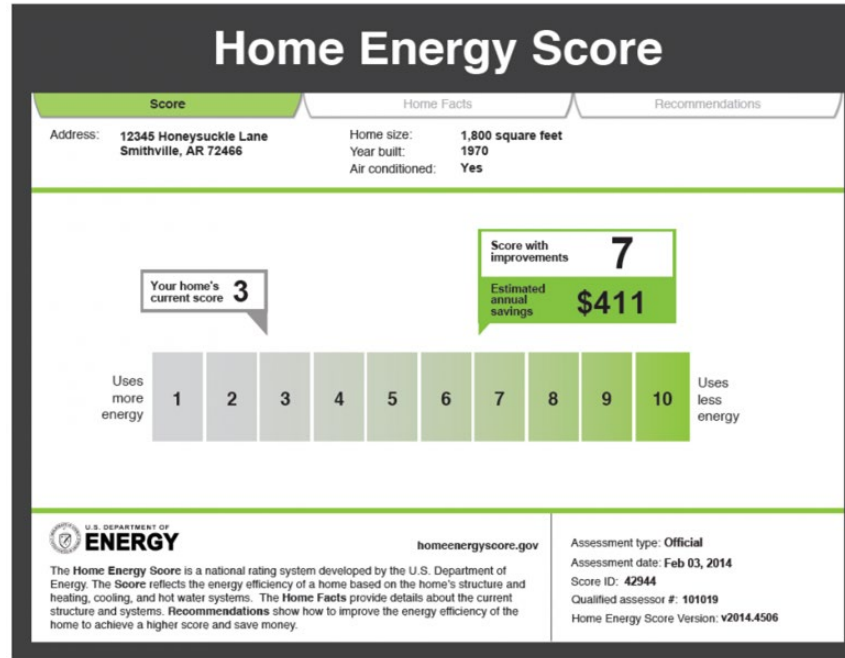 Home Energy Score
Score
Home Facts
Recommendations
Address: 12345 Honeysuckle Lane
Smithville, AR 72466
Home size: 1,800 square feet
Year built: 1970
Air conditioned: Yes
Your home's
current score 3
Score with
improvements 7
Estimated
annual
savings $411
Uses
more
energy
1 2 3 4 5 6 7 8 9 10
Uses
less
energy
U.S. DEPARTMENT OF
ENERGY
homeenergyscore.gov
The Home Energy Score is a national rating system developed by the U.S. Department of
Energy. The Score reflects the energy efficiency of a home based on the home's structure and
heating, cooling, and hot water systems. The Home Facts provide details about the current
structure and systems. Recommendations show how to improve the energy efficiency of the
home to achieve a higher score and save money.
Assessment type: Official
Assessment date: Feb 03, 2014
Score ID: 42944
Qualified assessor #: 101019
Home Energy Score Version: v2014.4506